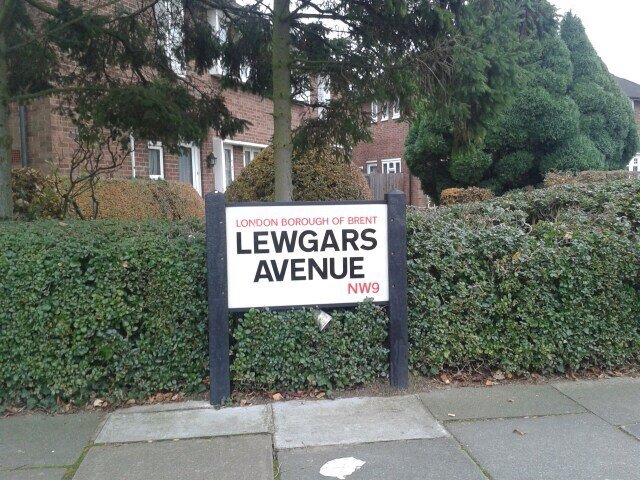 LONDON BOROUGH OF BRENT
LEWGARS
AVENUE
NW9